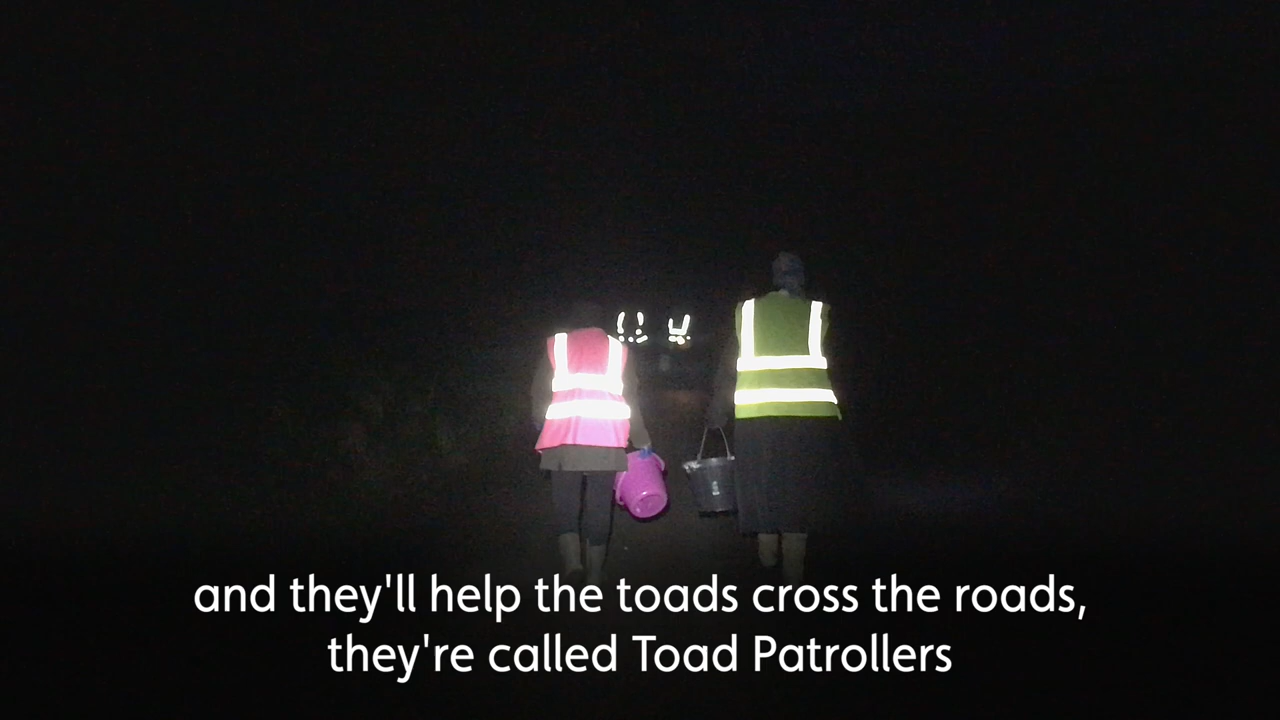 and they'll help the toads cross the roads,
they're called Toad Patrollers